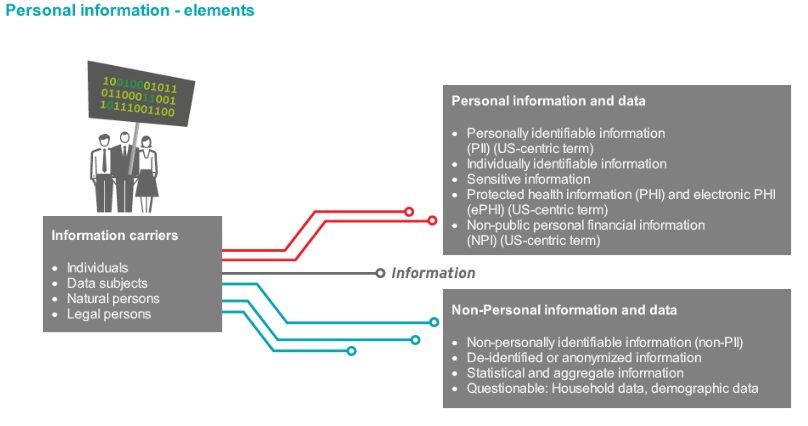 Personal information - elements
10010001011
01100011001
10111001100
Information carriers
• Individuals
• Data subjects
• Natural persons
• Legal persons
Personal information and data
• Personally identifiable information
(PII) (US-centric term)
• Individually identifiable information
• Sensitive information
• Protected health information (PHI) and electronic PHI
(ePHI) (US-centric term)
• Non-public personal financial information
(NPI) (US-centric term)
Information
Non-Personal information and data
• Non-personally identifiable information (non-PII)
• De-identified or anonymized information
• Statistical and aggregate information
• Questionable: Household data, demographic data